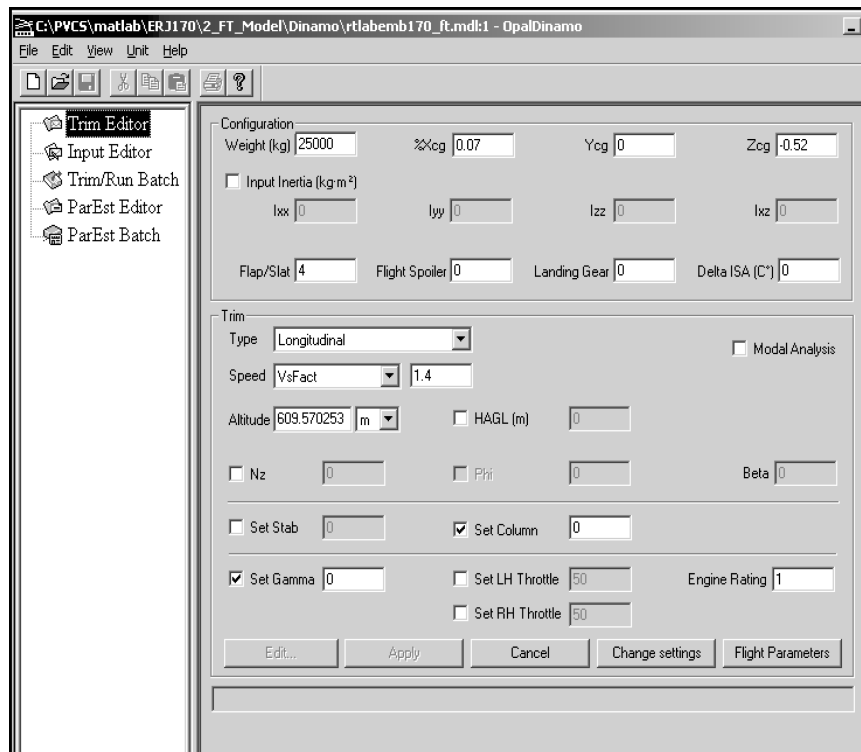 C:\PVCS\matlab\ERJ170\2_FT_Model\Dinamo\rtlabemb170_ft.mdl:1 - OpalDinamo
File Edit View Unit Help
Trim Editor
Input Editor
Trim/Run Batch
ParEst Editor
ParEst Batch
Configuration
Weight (kg) 25000 %Xcg 0.07 Ycg 0 Zcg -0.52
Input Inertia (kg·m²)
Ixx 0 Iyy 0 Izz 0 Ixz 0
Flap/Slat 4 Flight Spoiler 0 Landing Gear 0 Delta ISA (C°) 0
Trim
Type Longitudinal Modal Analysis
Speed VsFact 1.4
Altitude 609.570253 m HAGL (m) 0
Nz 0 Phi 0 Beta 0
Set Stab 0 Set Column 0
Set Gamma 0 Set LH Throttle 50 Engine Rating 1
Set RH Throttle 50
Edit... Apply Cancel Change settings Flight Parameters